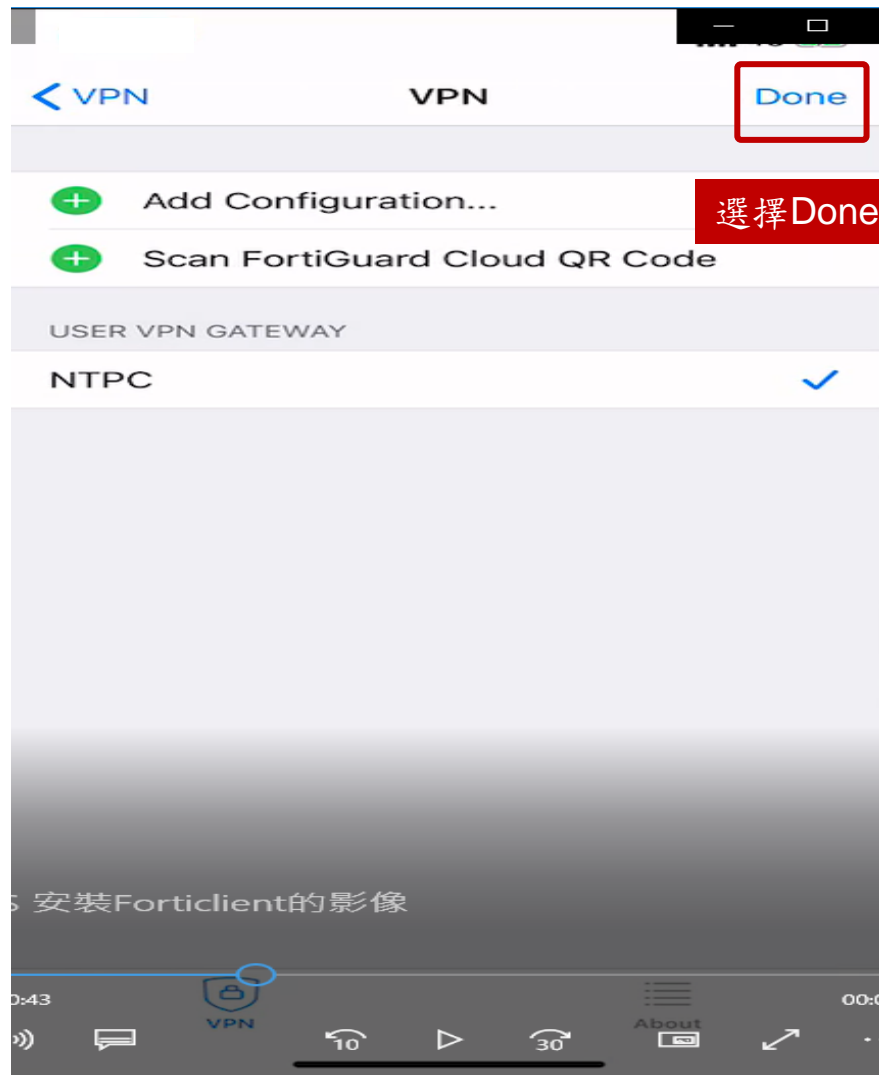 VPN
VPN
Done
Add Configuration...
選擇Done
Scan FortiGuard Cloud QR Code
USER VPN GATEWAY
NTPC
安裝Forticlient的影像
0:43
00:0
VPN
About
10
30